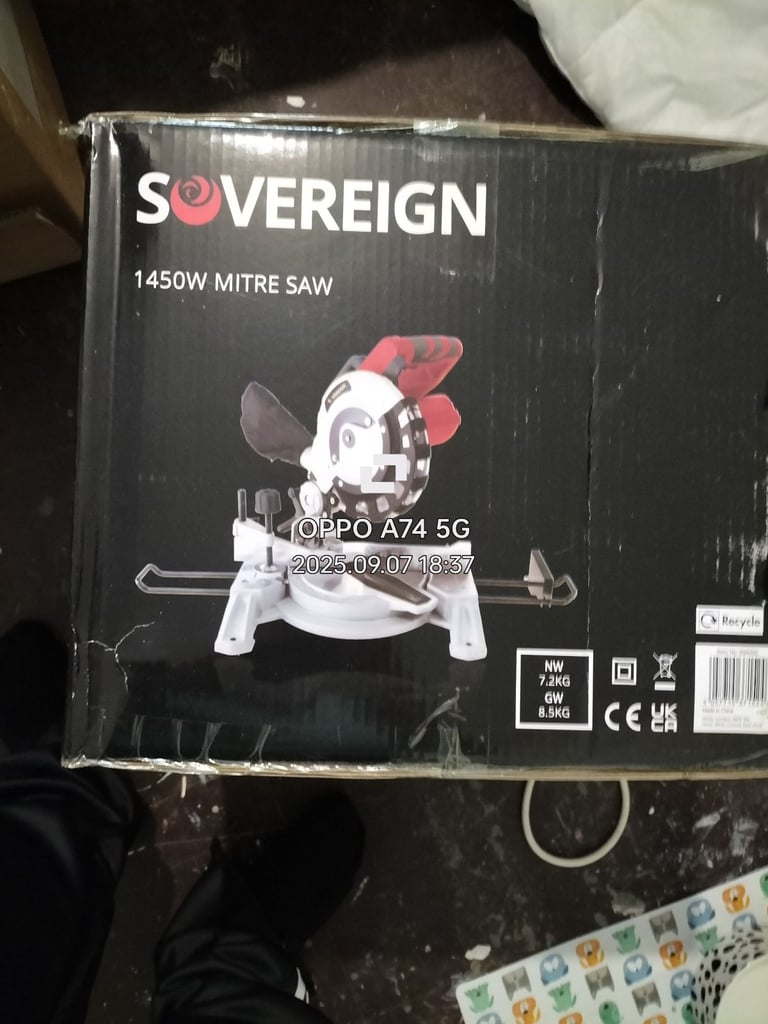 SOVEREIGN
1450W MITRE SAW
OPPO A74 5G
2025.09.07 18:37
Recycle
NW
7.2KG
GW
8.5KG
CE
UK
CA